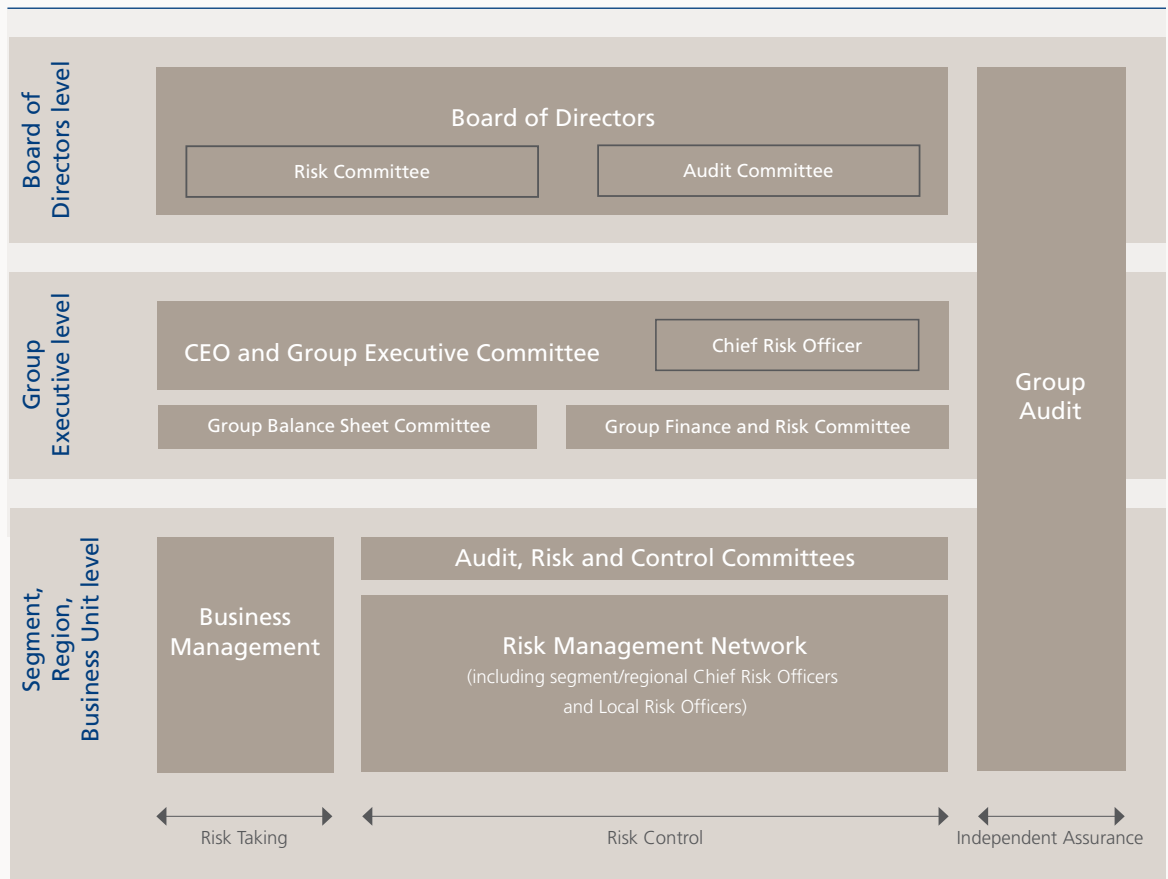 Board of
Directors level
Board of Directors
Risk Committee
Audit Committee
Group
Executive level
CEO and Group Executive Committee
Chief Risk Officer
Group Balance Sheet Committee
Group Finance and Risk Committee
Group
Audit
Segment,
Region,
Business Unit level
Business
Management
Audit, Risk and Control Committees
Risk Management Network
(including segment/regional Chief Risk Officers
and Local Risk Officers)
Risk Taking
Risk Control
Independent Assurance